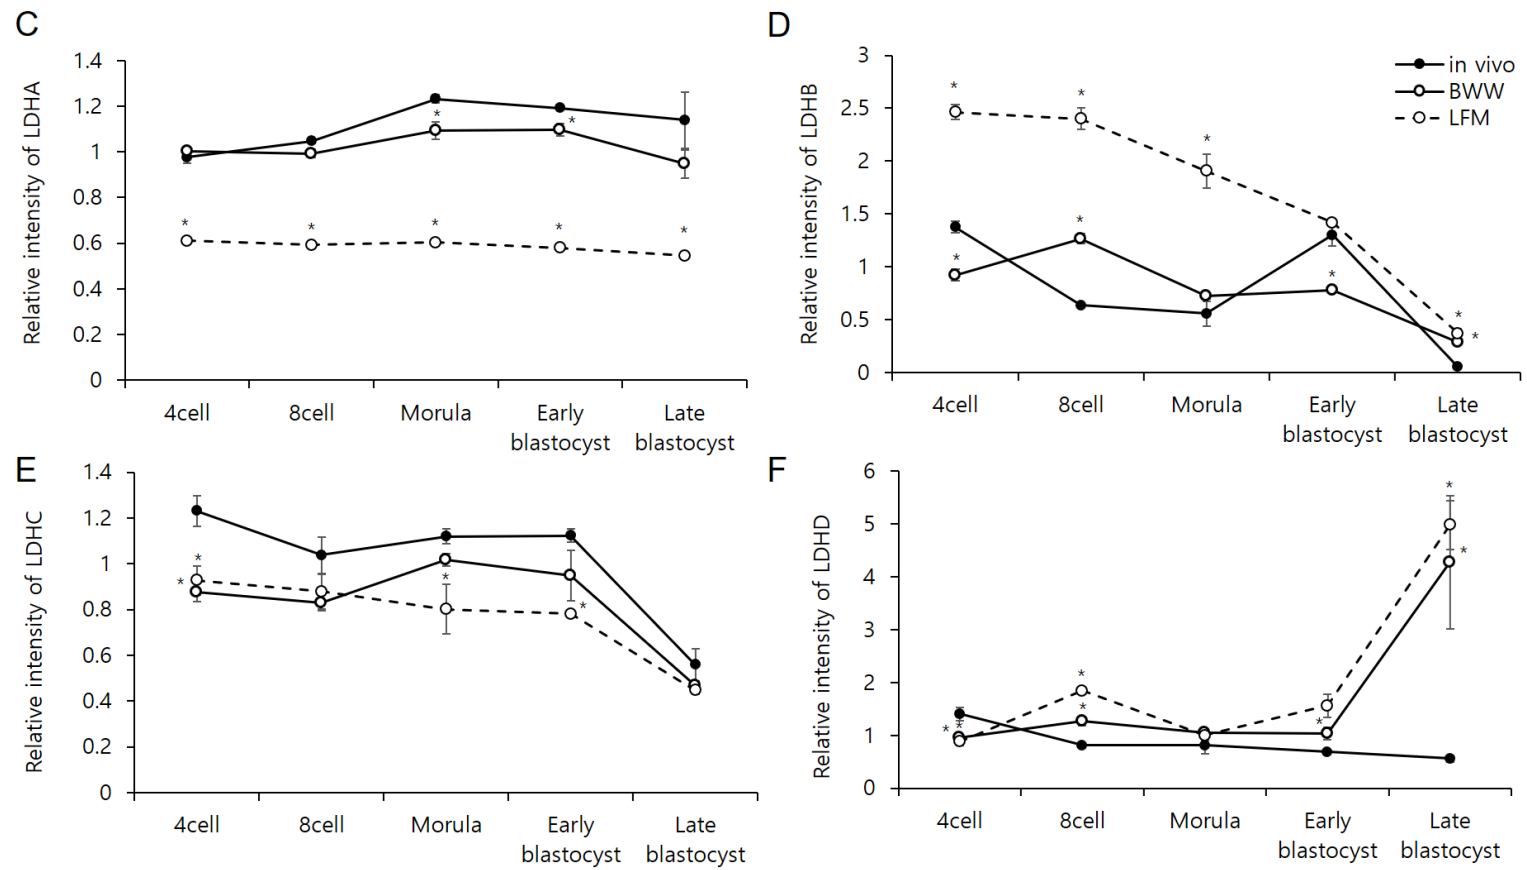 C
Relative intensity of LDHA
1.4
1.2
1
0.8
0.6
0.4
0.2
0
* * * * * * *
4cell 8cell Morula Early blastocyst Late blastocyst
D
Relative intensity of LDHB
3
2.5
2
1.5
1
0.5
0
* * * * * * * *
4cell 8cell Morula Early blastocyst Late blastocyst
in vivo
BWW
LFM
E
Relative intensity of LDHC
1.4
1.2
1
0.8
0.6
0.4
0.2
0
* * * *
4cell 8cell Morula Early blastocyst Late blastocyst
F
Relative intensity of LDHD
6
5
4
3
2
1
0
* * * * * * *
4cell 8cell Morula Early blastocyst Late blastocyst